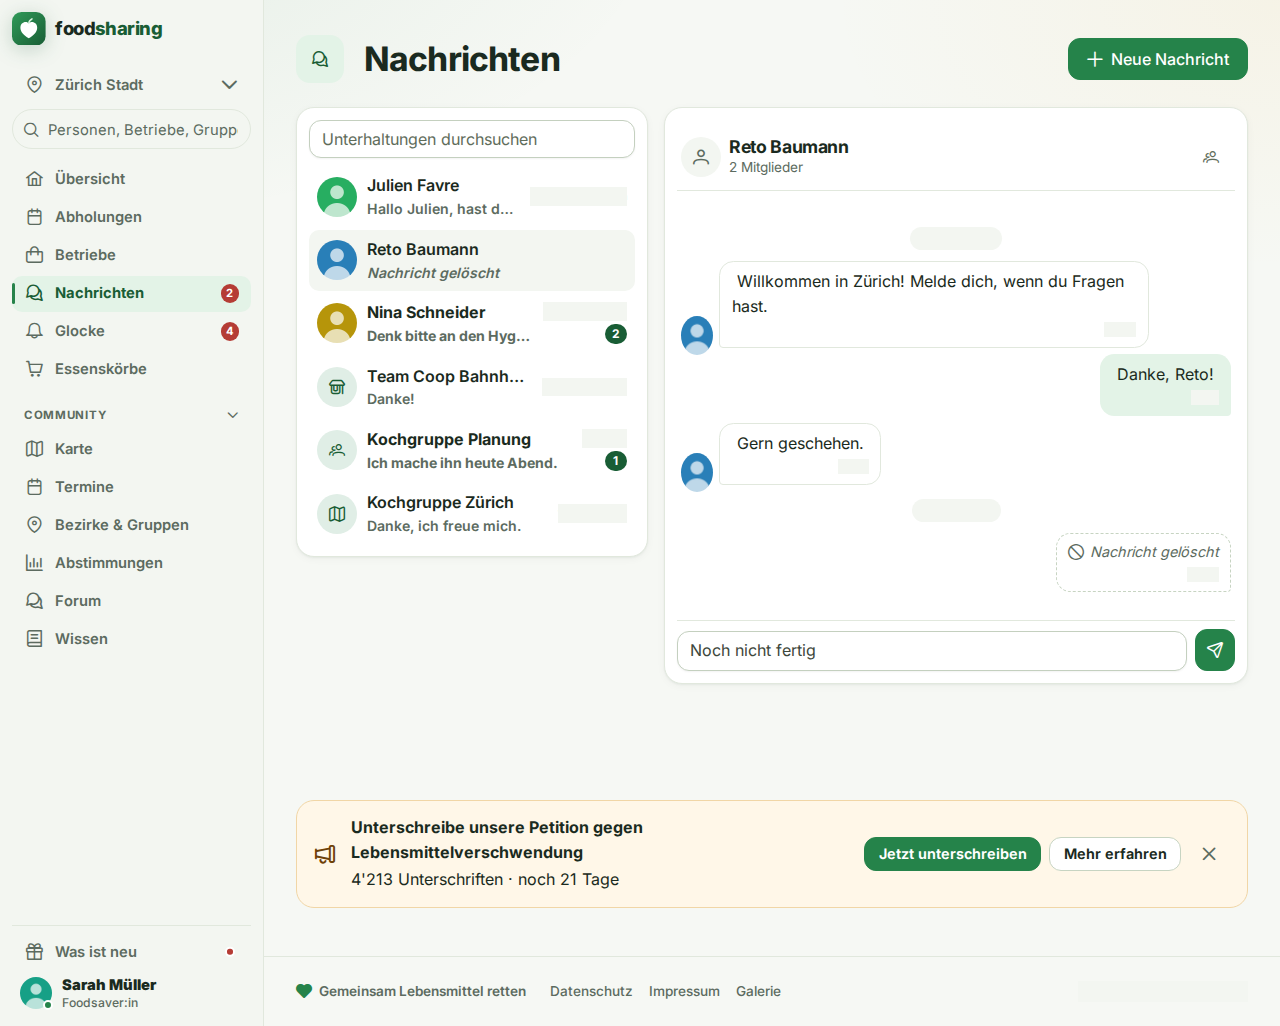 foodsharing
Zürich Stadt
Personen, Betriebe, Grupp
Übersicht
Abholungen
Betriebe
Nachrichten 2
Glocke 4
Essenskörbe
COMMUNITY
Karte
Termine
Bezirke & Gruppen
Abstimmungen
Forum
Wissen
Was ist neu
Sarah Müller
Foodsaver:in
Nachrichten
Neue Nachricht
Unterhaltungen durchsuchen
Julien Favre
Hallo Julien, hast d…
Reto Baumann
Nachricht gelöscht
Nina Schneider
Denk bitte an den Hyg… 2
Team Coop Bahnh…
Danke!
Kochgruppe Planung
Ich mache ihn heute Abend. 1
Kochgruppe Zürich
Danke, ich freue mich.
Reto Baumann
2 Mitglieder
Willkommen in Zürich! Melde dich, wenn du Fragen
hast.
Danke, Reto!
Gern geschehen.
Nachricht gelöscht
Noch nicht fertig
Unterschreibe unsere Petition gegen
Lebensmittelverschwendung
4'213 Unterschriften · noch 21 Tage
Jetzt unterschreiben
Mehr erfahren
Gemeinsam Lebensmittel retten
Datenschutz
Impressum
Galerie